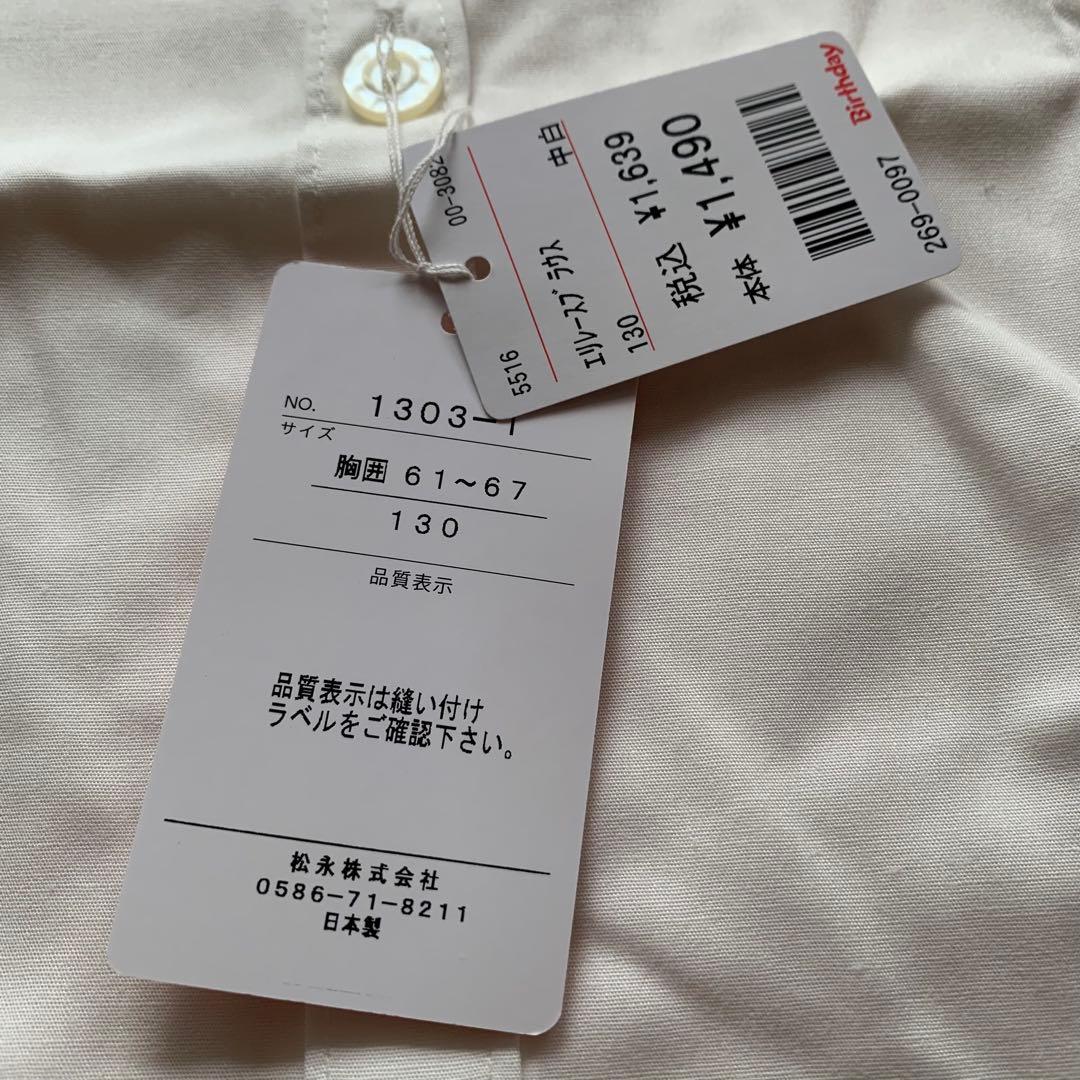 Birthday
269-0097
本体 ¥1,490
税込 ¥1,639
130
エリレースブラウス 中白
5516 00-3082
NO. 1303-1
サイズ
胸囲 61〜67
130
品質表示
品質表示は縫い付け
ラベルをご確認下さい。
松永株式会社
0586-71-8211
日本製